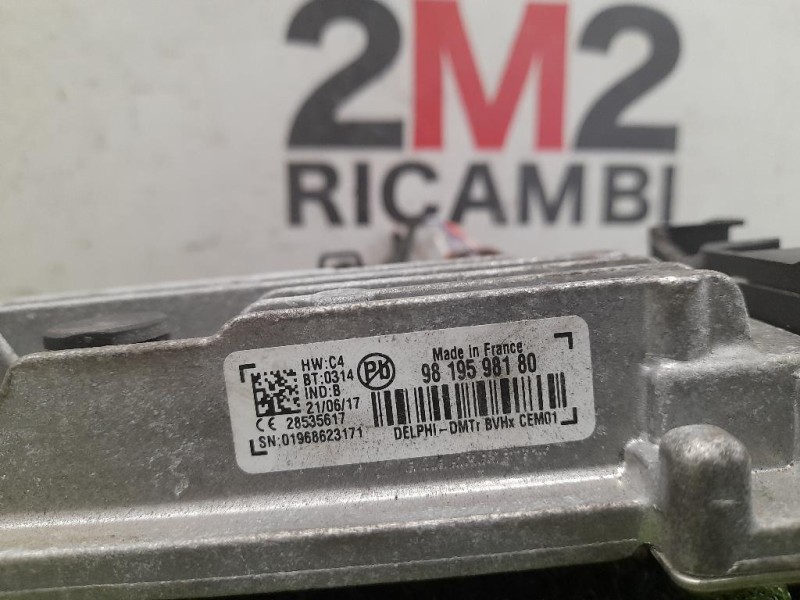 2M2
RICAMBI
HW:C4
BT:0314
IND:B
21/06/17
CE 28535617
SN:01968623171
Pb
Made in France
98 195 981 80
DELPHI-DMTr BVHx CEM01